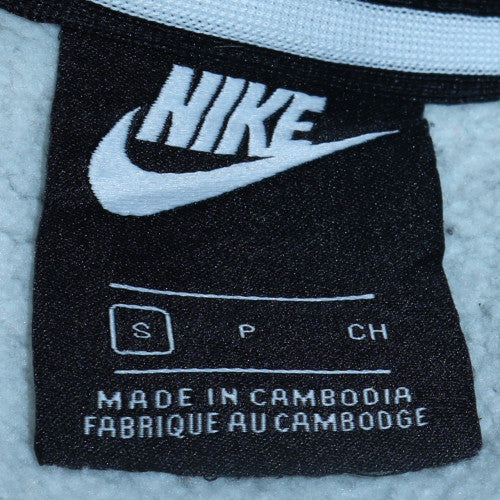 NIKE
S P CH
MADE IN CAMBODIA
FABRIQUE AU CAMBODGE